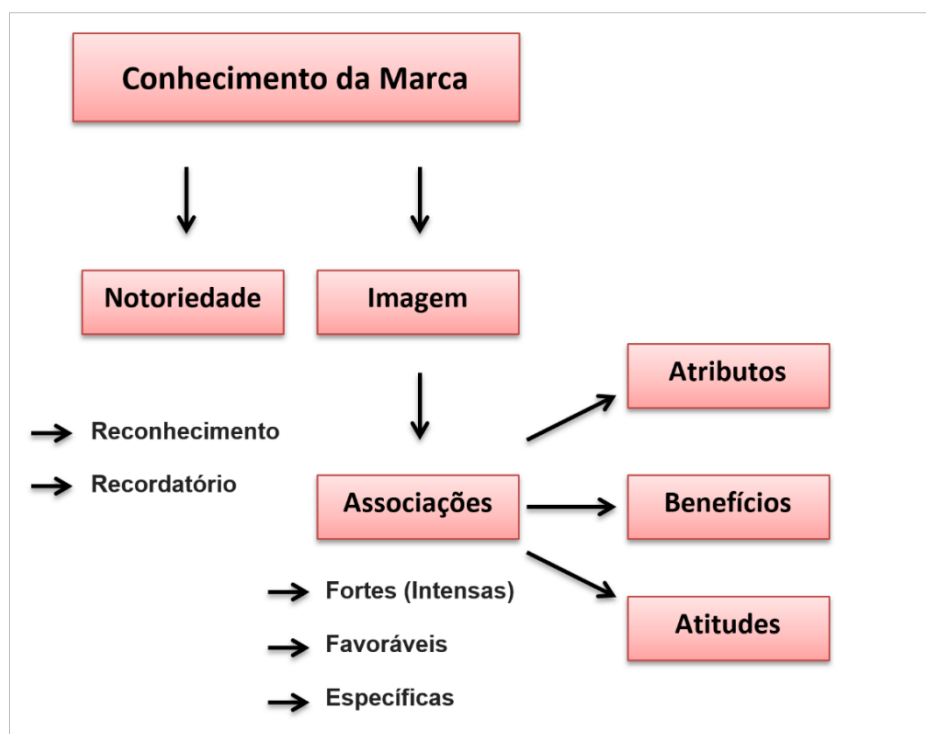 Conhecimento da Marca
Notoriedade
Imagem
Atributos
Reconhecimento
Recordatório
Associações
Benefícios
Fortes (Intensas)
Favoráveis
Específicas
Atitudes